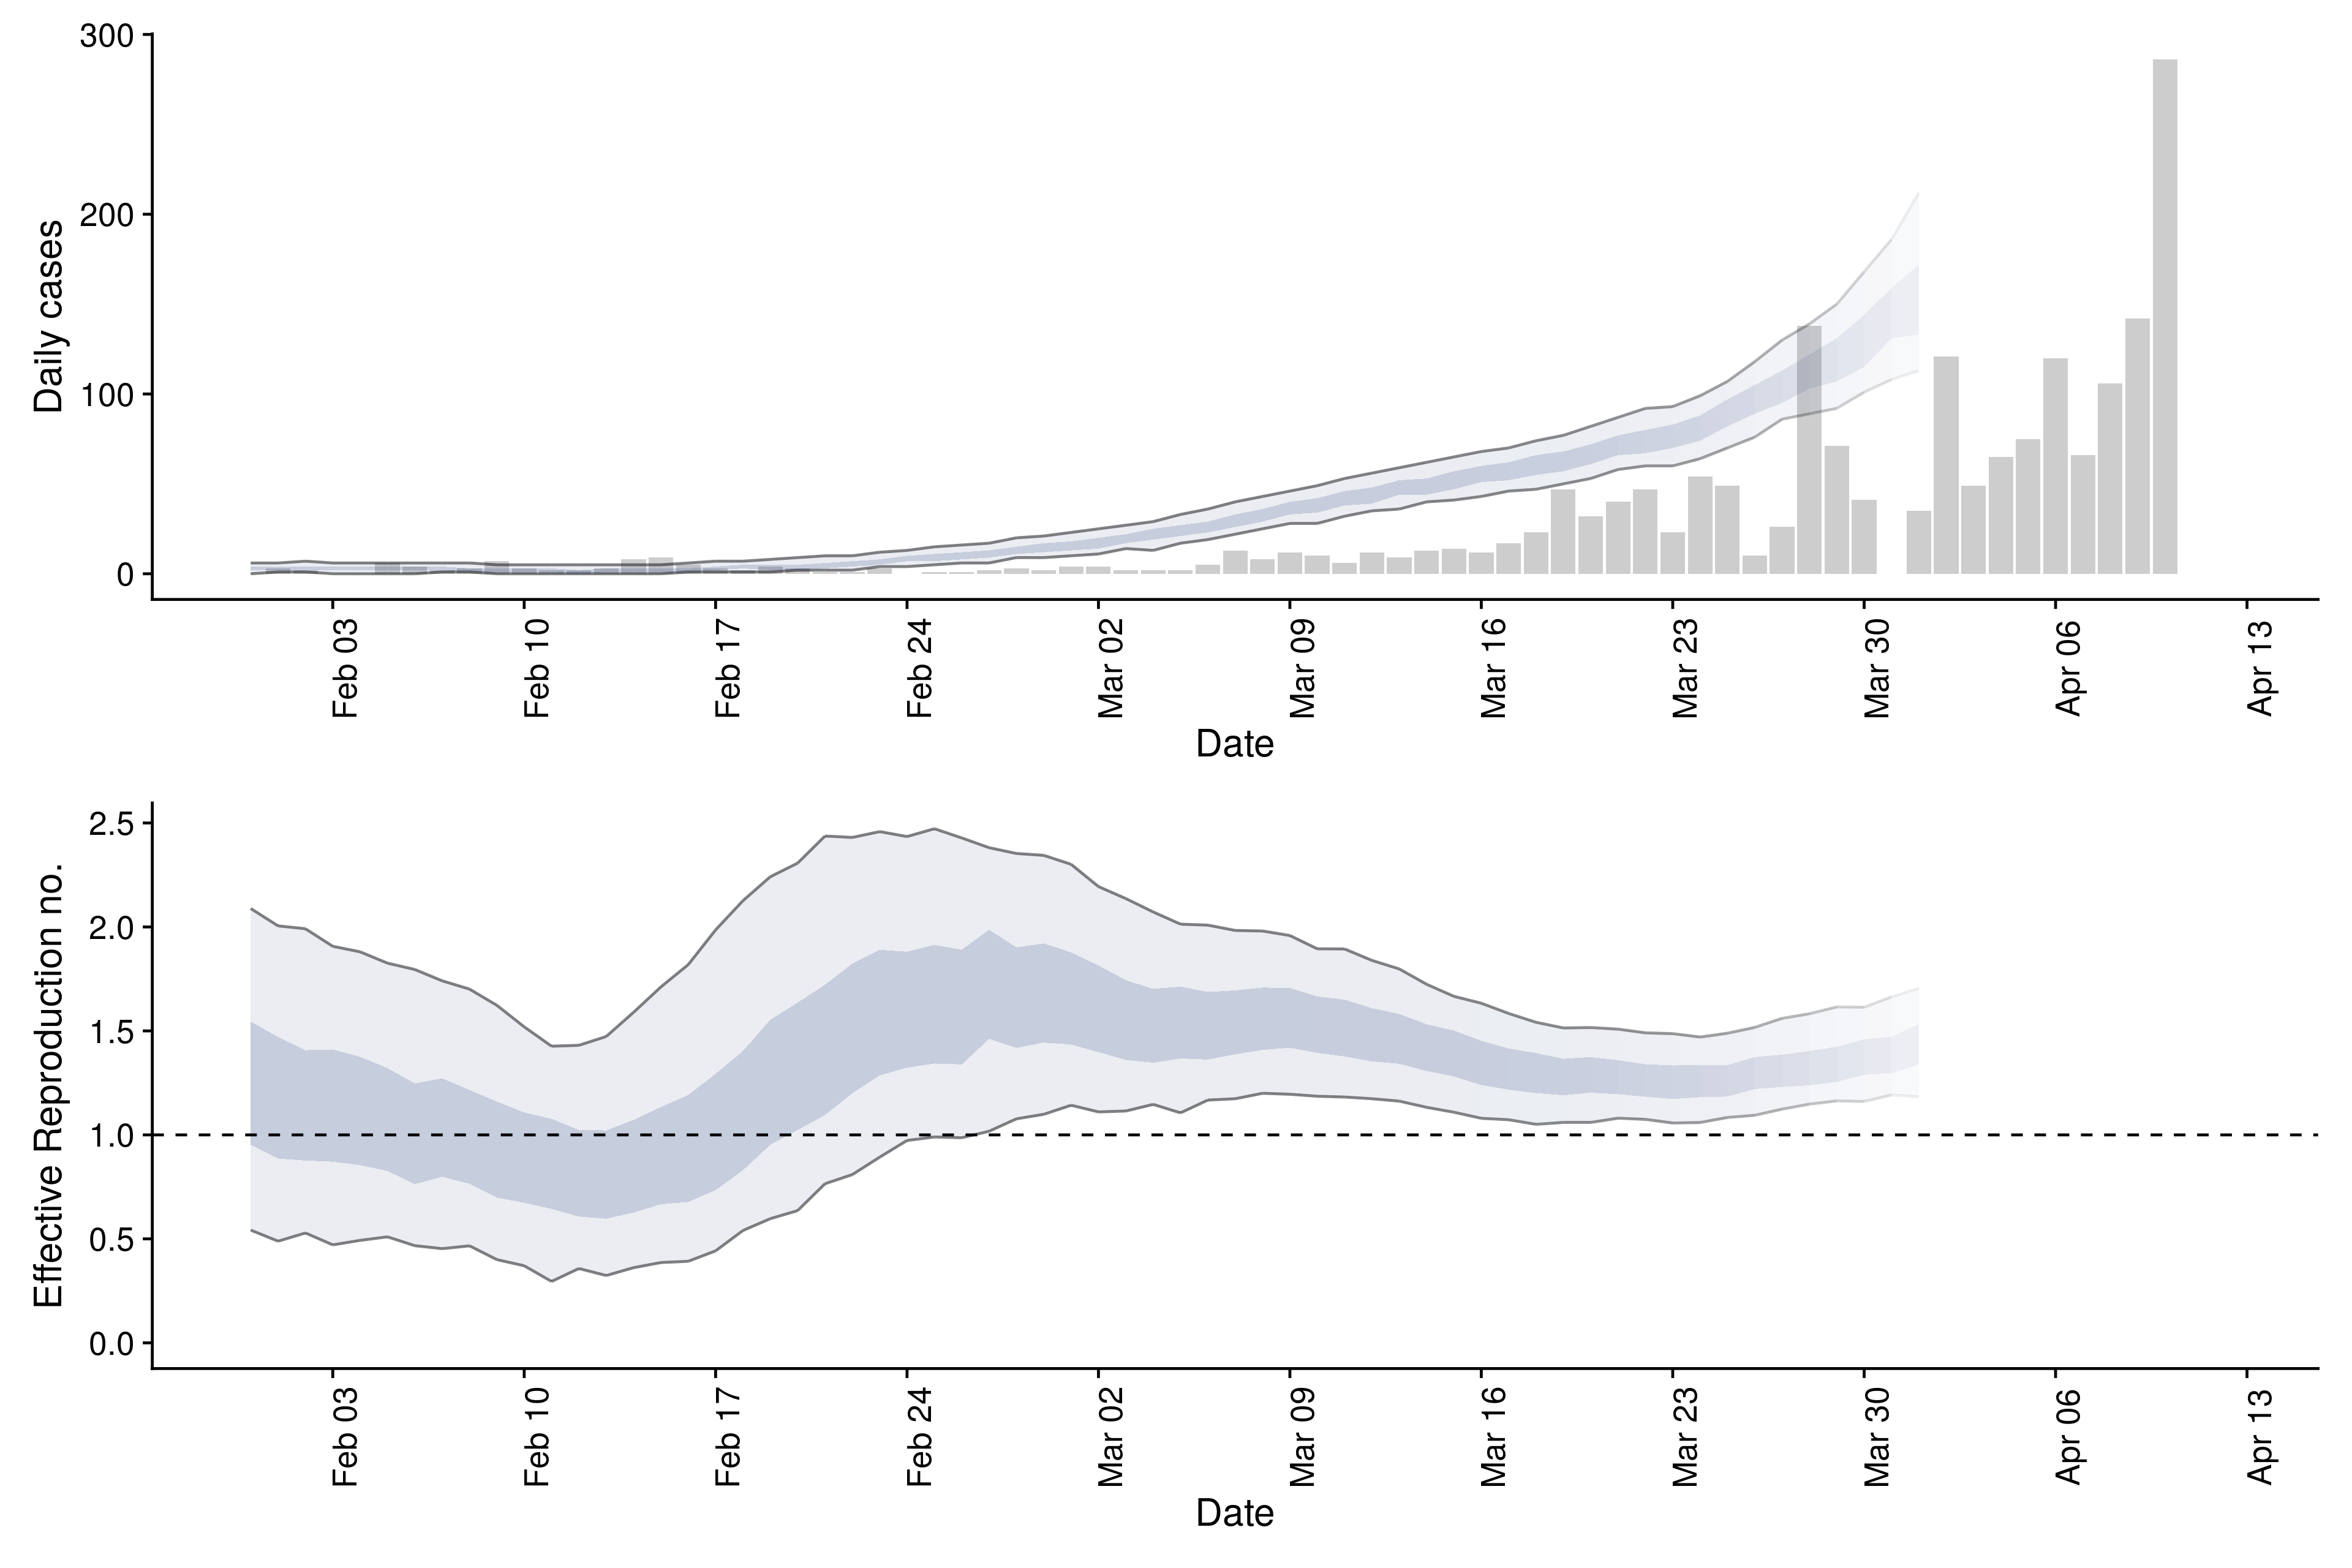 300
200
100
0
Daily cases
Feb 03
Feb 10
Feb 17
Feb 24
Mar 02
Mar 09
Mar 16
Mar 23
Mar 30
Apr 06
Apr 13
Date
2.5
2.0
1.5
1.0
0.5
0.0
Effective Reproduction no.
Feb 03
Feb 10
Feb 17
Feb 24
Mar 02
Mar 09
Mar 16
Mar 23
Mar 30
Apr 06
Apr 13
Date